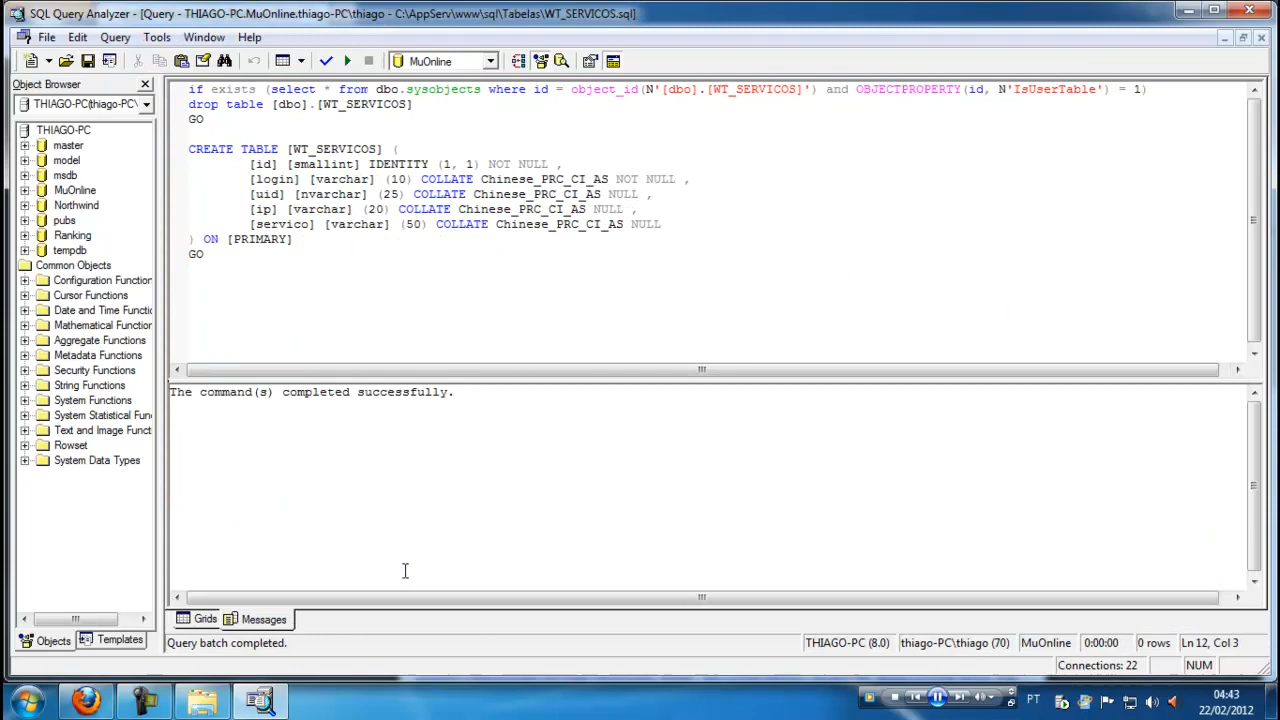 SQL Query Analyzer - [Query - THIAGO-PC.MuOnline.thiago-PC\thiago - C:\AppServ\www\sql\Tabelas\WT_SERVICOS.sql]
File Edit Query Tools Window Help
MuOnline
Object Browser
THIAGO-PC(thiago-PC\
THIAGO-PC
master
model
msdb
MuOnline
Northwind
pubs
Ranking
tempdb
Common Objects
Configuration Function
Cursor Functions
Date and Time Functi
Mathematical Function
Aggregate Functions
Metadata Functions
Security Functions
String Functions
System Functions
System Statistical Fun
Text and Image Funct
Rowset
System Data Types
Objects Templates
if exists (select * from dbo.sysobjects where id = object_id(N'[dbo].[WT_SERVICOS]') and OBJECTPROPERTY(id, N'IsUserTable') = 1)
drop table [dbo].[WT_SERVICOS]
GO
CREATE TABLE [WT_SERVICOS] (
[id] [smallint] IDENTITY (1, 1) NOT NULL ,
[login] [varchar] (10) COLLATE Chinese_PRC_CI_AS NOT NULL ,
[uid] [nvarchar] (25) COLLATE Chinese_PRC_CI_AS NULL ,
[ip] [varchar] (20) COLLATE Chinese_PRC_CI_AS NULL ,
[servico] [varchar] (50) COLLATE Chinese_PRC_CI_AS NULL
) ON [PRIMARY]
GO
The command(s) completed successfully.
Grids Messages
Query batch completed. THIAGO-PC (8.0) thiago-PC\thiago (70) MuOnline 0:00:00 0 rows Ln 12, Col 3
Connections: 22 NUM
PT 04:43
22/02/2012